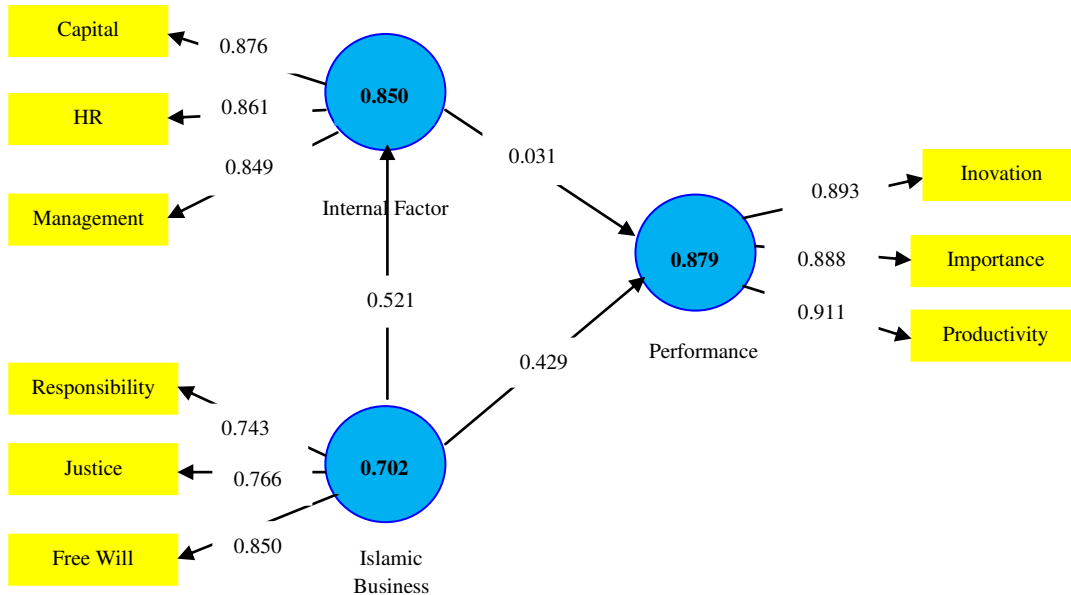 Capital
0.876
0.850
HR
0.861
0.849
Management
Internal Factor
0.031
Inovation
0.893
0.879
0.888
Importance
0.911
Productivity
Performance
0.521
0.429
Responsibility
0.743
Justice
0.766
0.702
Free Will
0.850
Islamic
Business